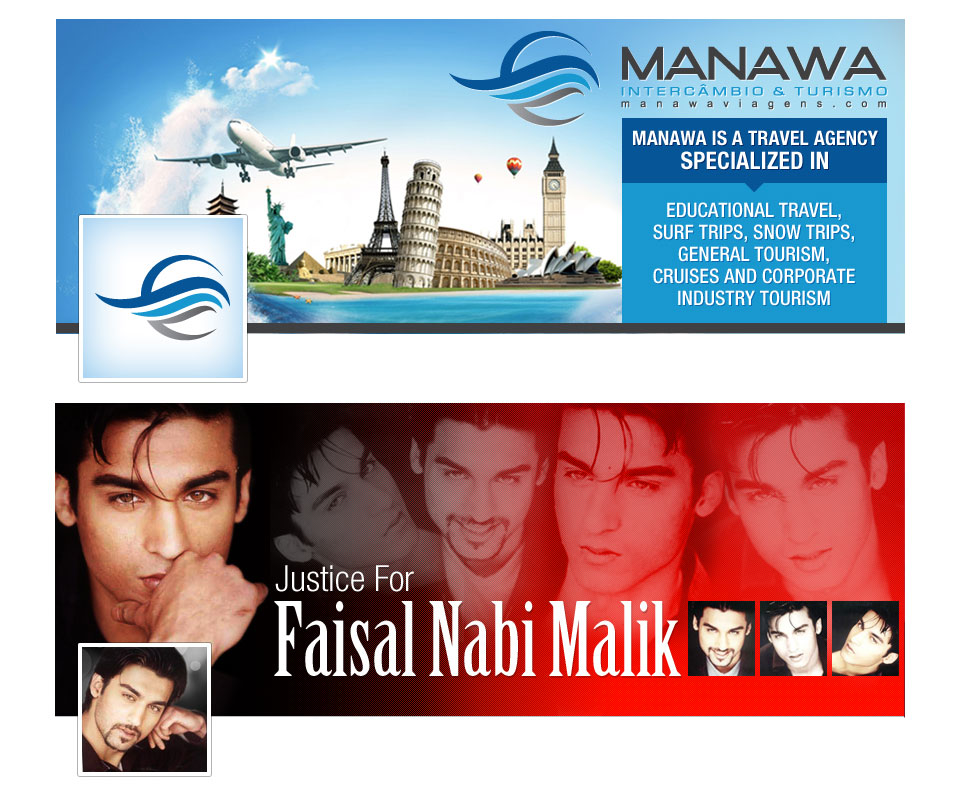 MANAWA
INTERCÂMBIO & TURISMO
manawaviagens.com
MANAWA IS A TRAVEL AGENCY
SPECIALIZED IN
EDUCATIONAL TRAVEL,
SURF TRIPS, SNOW TRIPS,
GENERAL TOURISM,
CRUISES AND CORPORATE
INDUSTRY TOURISM
Justice For
Faisal Nabi Malik